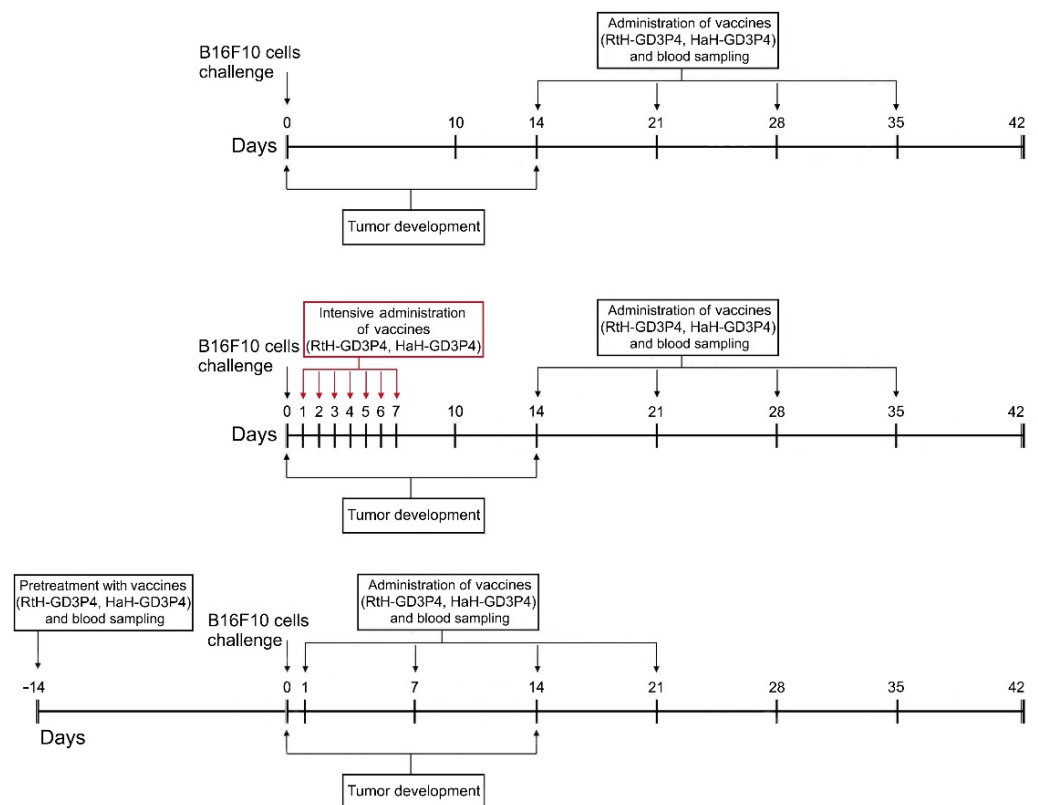 Administration of vaccines
(RtH-GD3P4, HaH-GD3P4)
and blood sampling
B16F10 cells
challenge
0 10 14 21 28 35 42
Days
Tumor development
Intensive administration
of vaccines
(RtH-GD3P4, HaH-GD3P4)
Administration of vaccines
(RtH-GD3P4, HaH-GD3P4)
and blood sampling
B16F10 cells
challenge
0 1 2 3 4 5 6 7 10 14 21 28 35 42
Days
Tumor development
Pretreatment with vaccines
(RtH-GD3P4, HaH-GD3P4)
and blood sampling
Administration of vaccines
(RtH-GD3P4, HaH-GD3P4)
and blood sampling
B16F10 cells
challenge
-14 0 1 7 14 21 28 35 42
Days
Tumor development